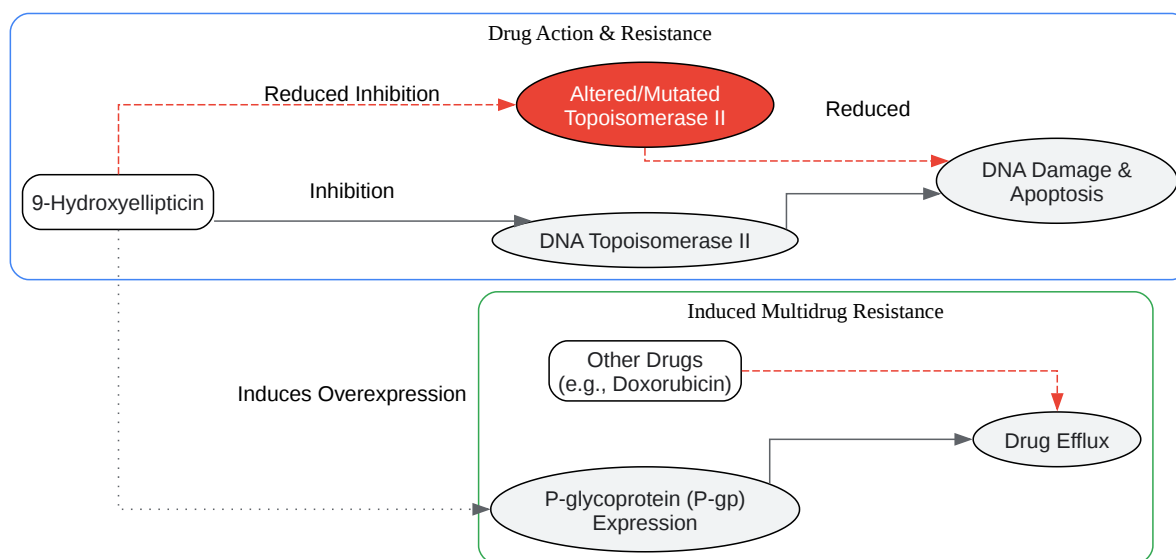 Drug Action & Resistance
Reduced Inhibition
Altered/Mutated
Topoisomerase II
Reduced
9-Hydroxyellipticin
Inhibition
DNA Topoisomerase II
DNA Damage &
Apoptosis
Induced Multidrug Resistance
Other Drugs
(e.g., Doxorubicin)
Induces Overexpression
Drug Efflux
P-glycoprotein (P-gp)
Expression